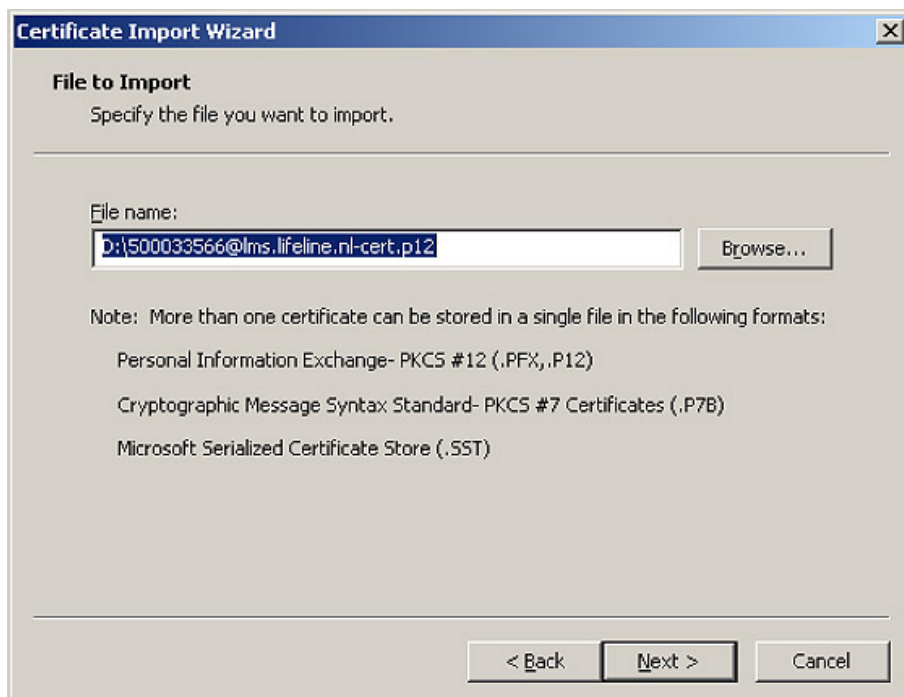 Certificate Import Wizard
File to Import
Specify the file you want to import.
File name:
D:\500033566@lms.lifeline.nl-cert.p12
Browse...
Note: More than one certificate can be stored in a single file in the following formats:
Personal Information Exchange- PKCS #12 (.PFX,.P12)
Cryptographic Message Syntax Standard- PKCS #7 Certificates (.P7B)
Microsoft Serialized Certificate Store (.SST)
< Back
Next >
Cancel